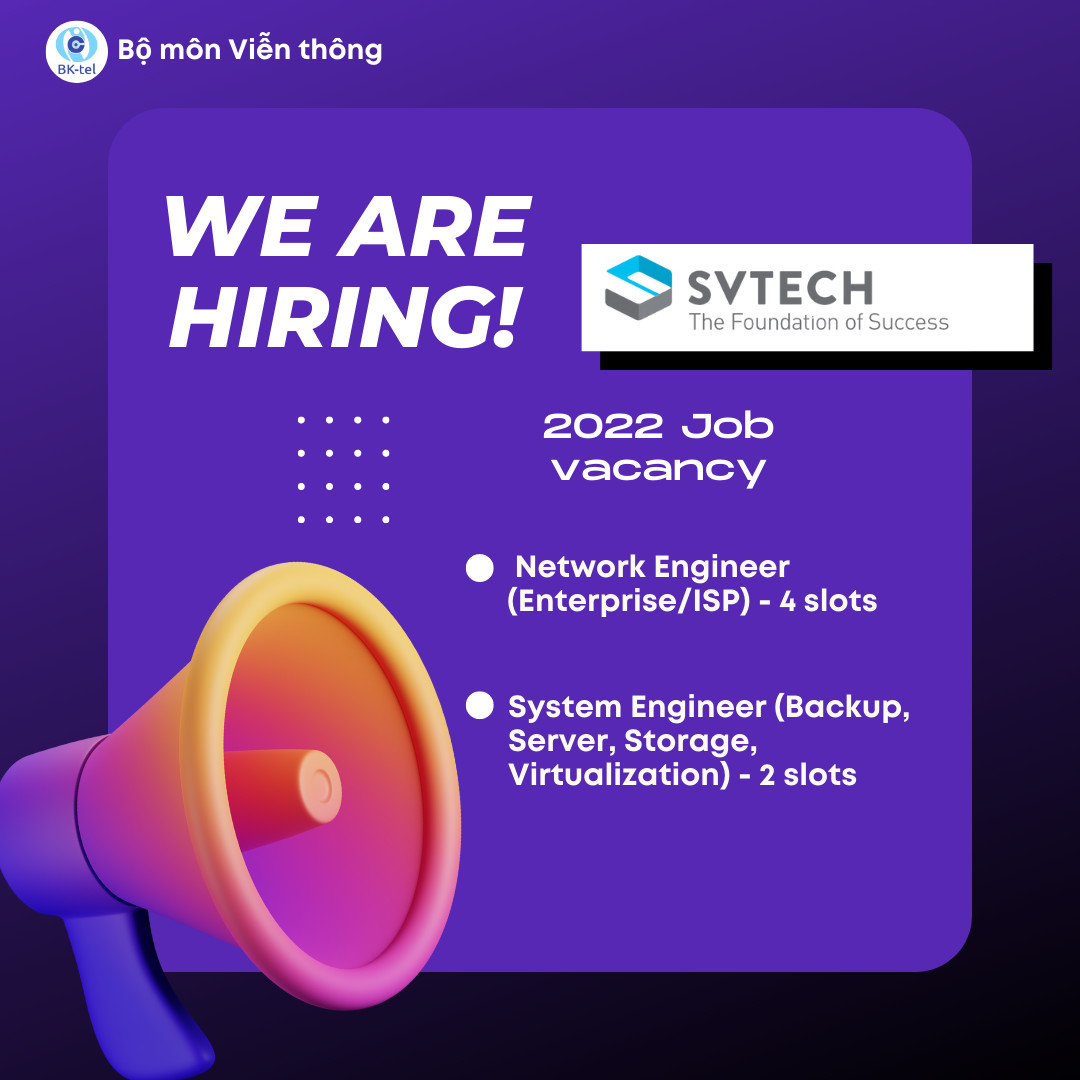 BK-tel
Bộ môn Viễn thông
WE ARE
HIRING!
SVTECH
The Foundation of Success
2022 Job
vacancy
Network Engineer
(Enterprise/ISP) - 4 slots
System Engineer (Backup,
Server, Storage,
Virtualization) - 2 slots